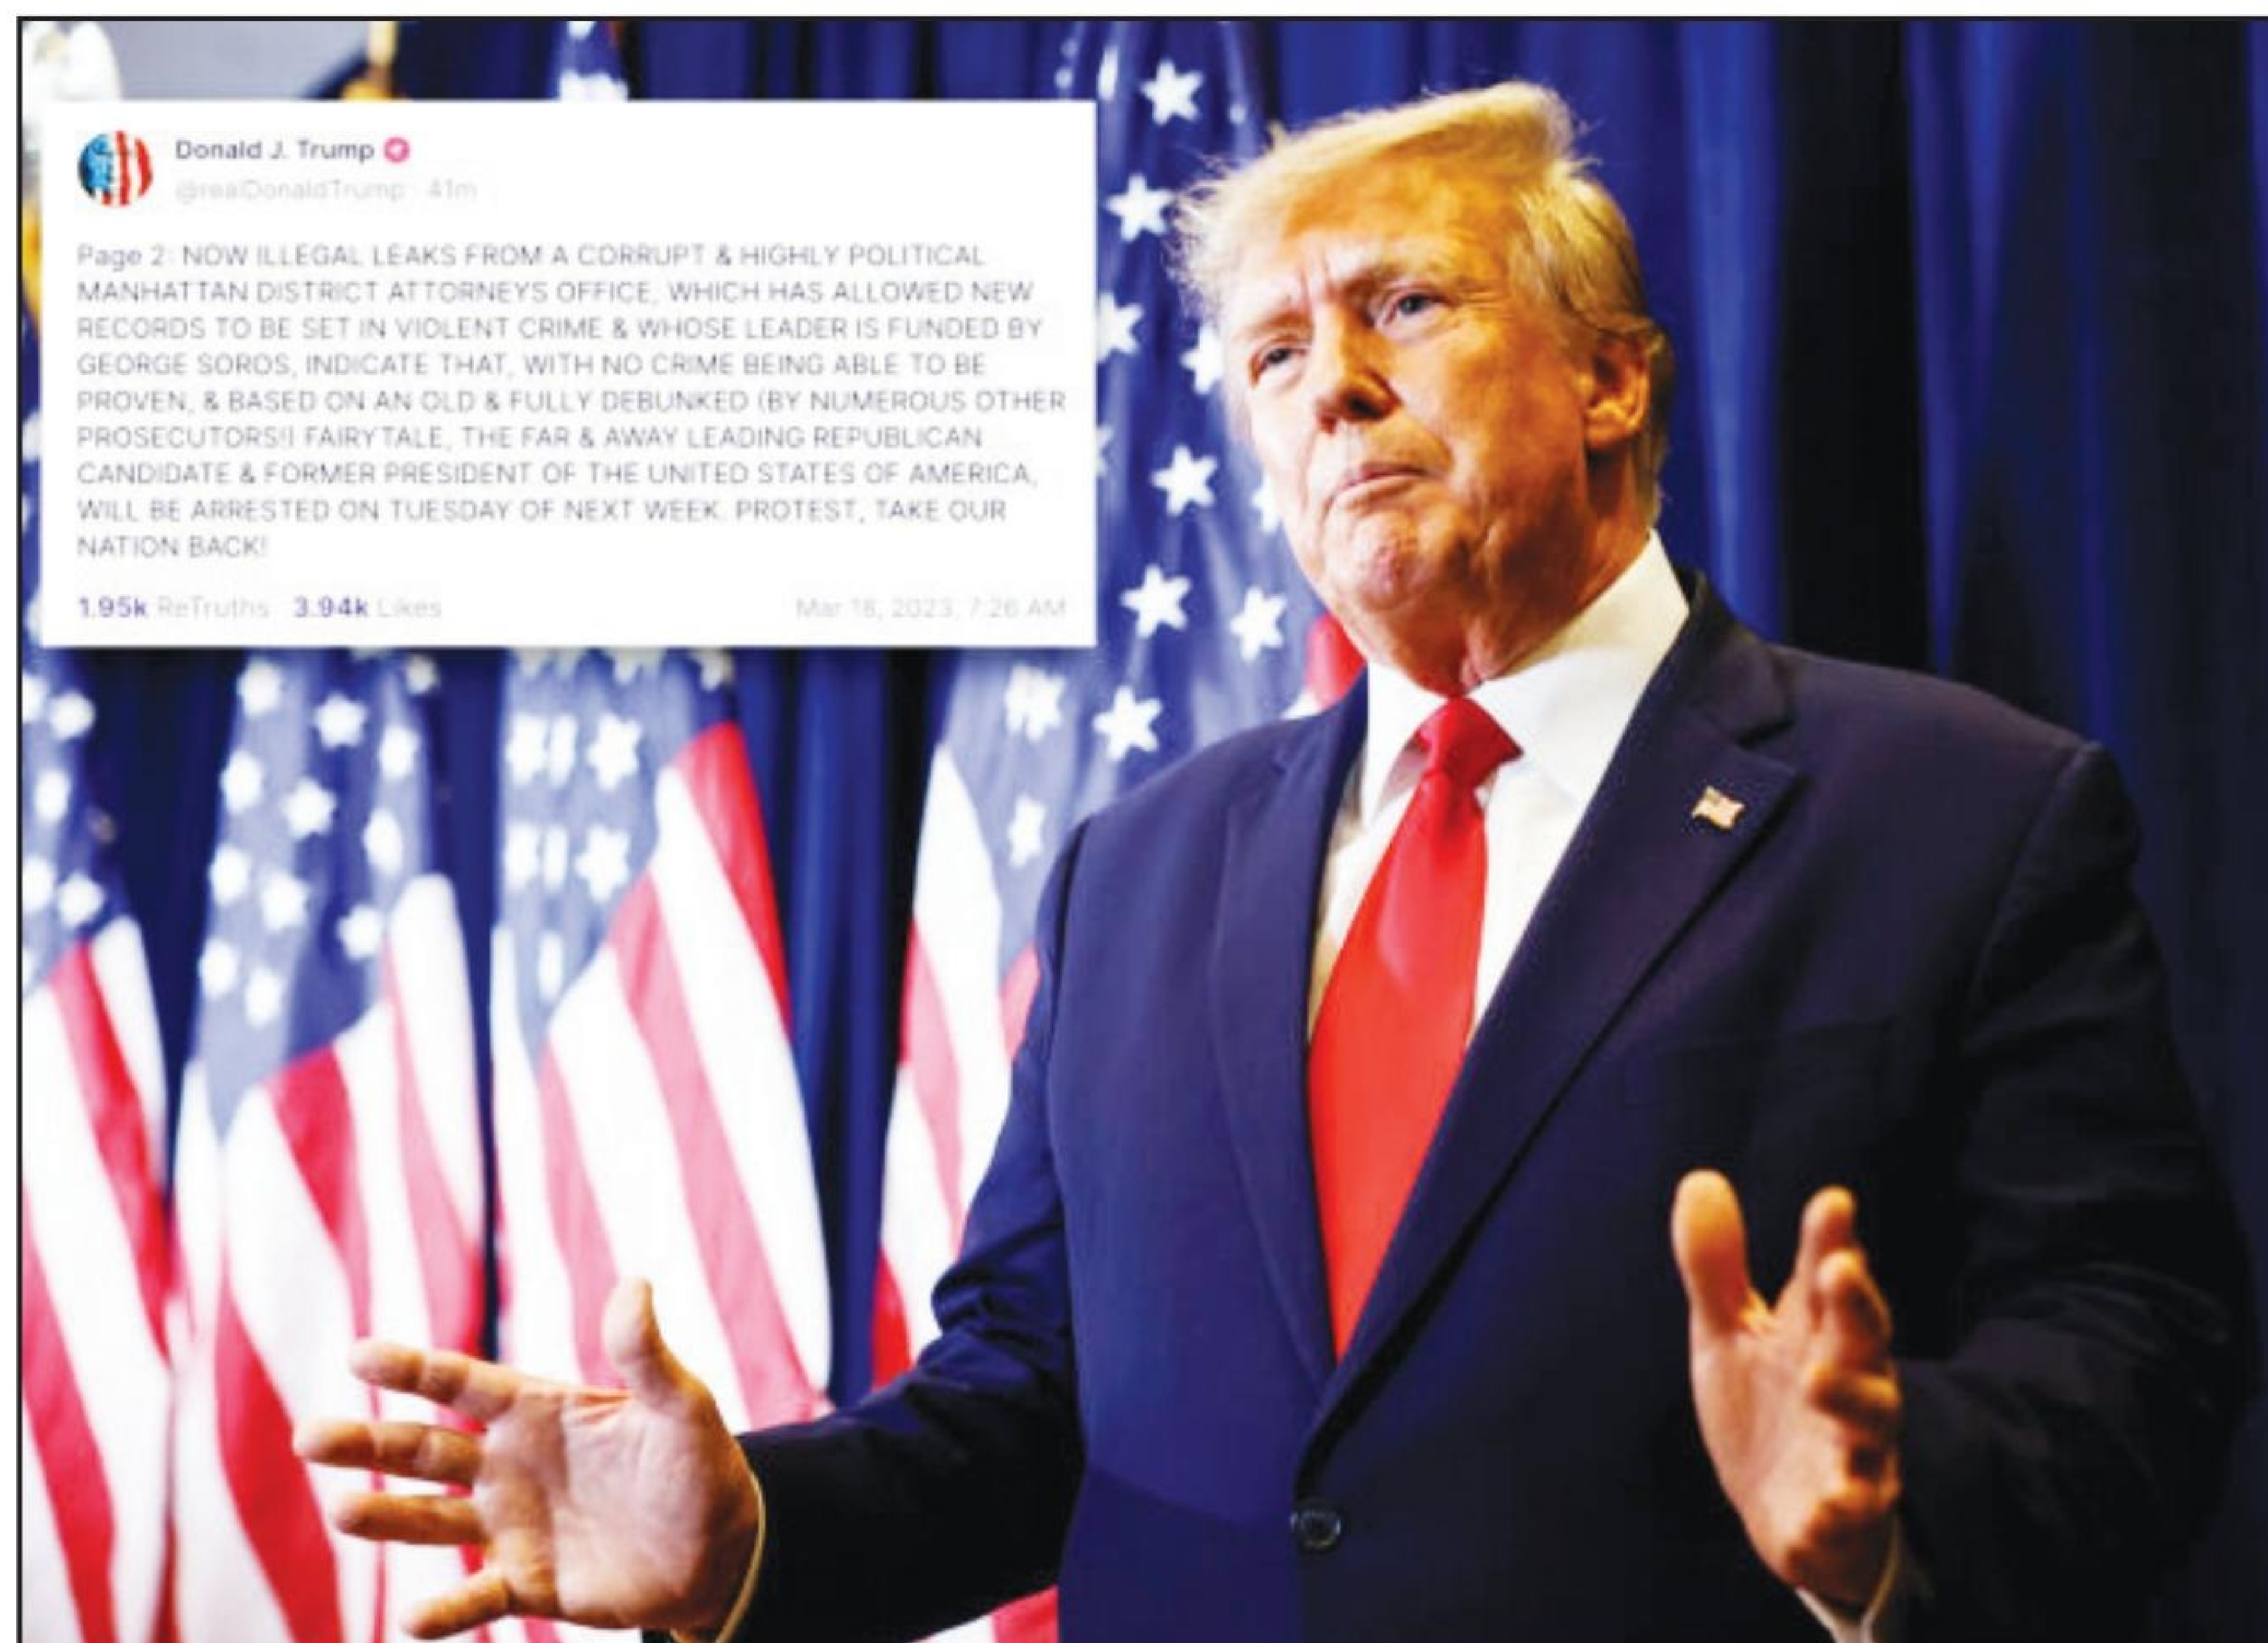 Donald J. Trump
@realDonaldTrump · 41m
Page 2: NOW ILLEGAL LEAKS FROM A CORRUPT & HIGHLY POLITICAL
MANHATTAN DISTRICT ATTORNEYS OFFICE, WHICH HAS ALLOWED NEW
RECORDS TO BE SET IN VIOLENT CRIME & WHOSE LEADER IS FUNDED BY
GEORGE SOROS, INDICATE THAT, WITH NO CRIME BEING ABLE TO BE
PROVEN, & BASED ON AN OLD & FULLY DEBUNKED (BY NUMEROUS OTHER
PROSECUTORS!) FAIRYTALE, THE FAR & AWAY LEADING REPUBLICAN
CANDIDATE & FORMER PRESIDENT OF THE UNITED STATES OF AMERICA,
WILL BE ARRESTED ON TUESDAY OF NEXT WEEK. PROTEST, TAKE OUR
NATION BACK!
1.95k ReTruths 3.94k Likes Mar 18, 2023, 7:26 AM